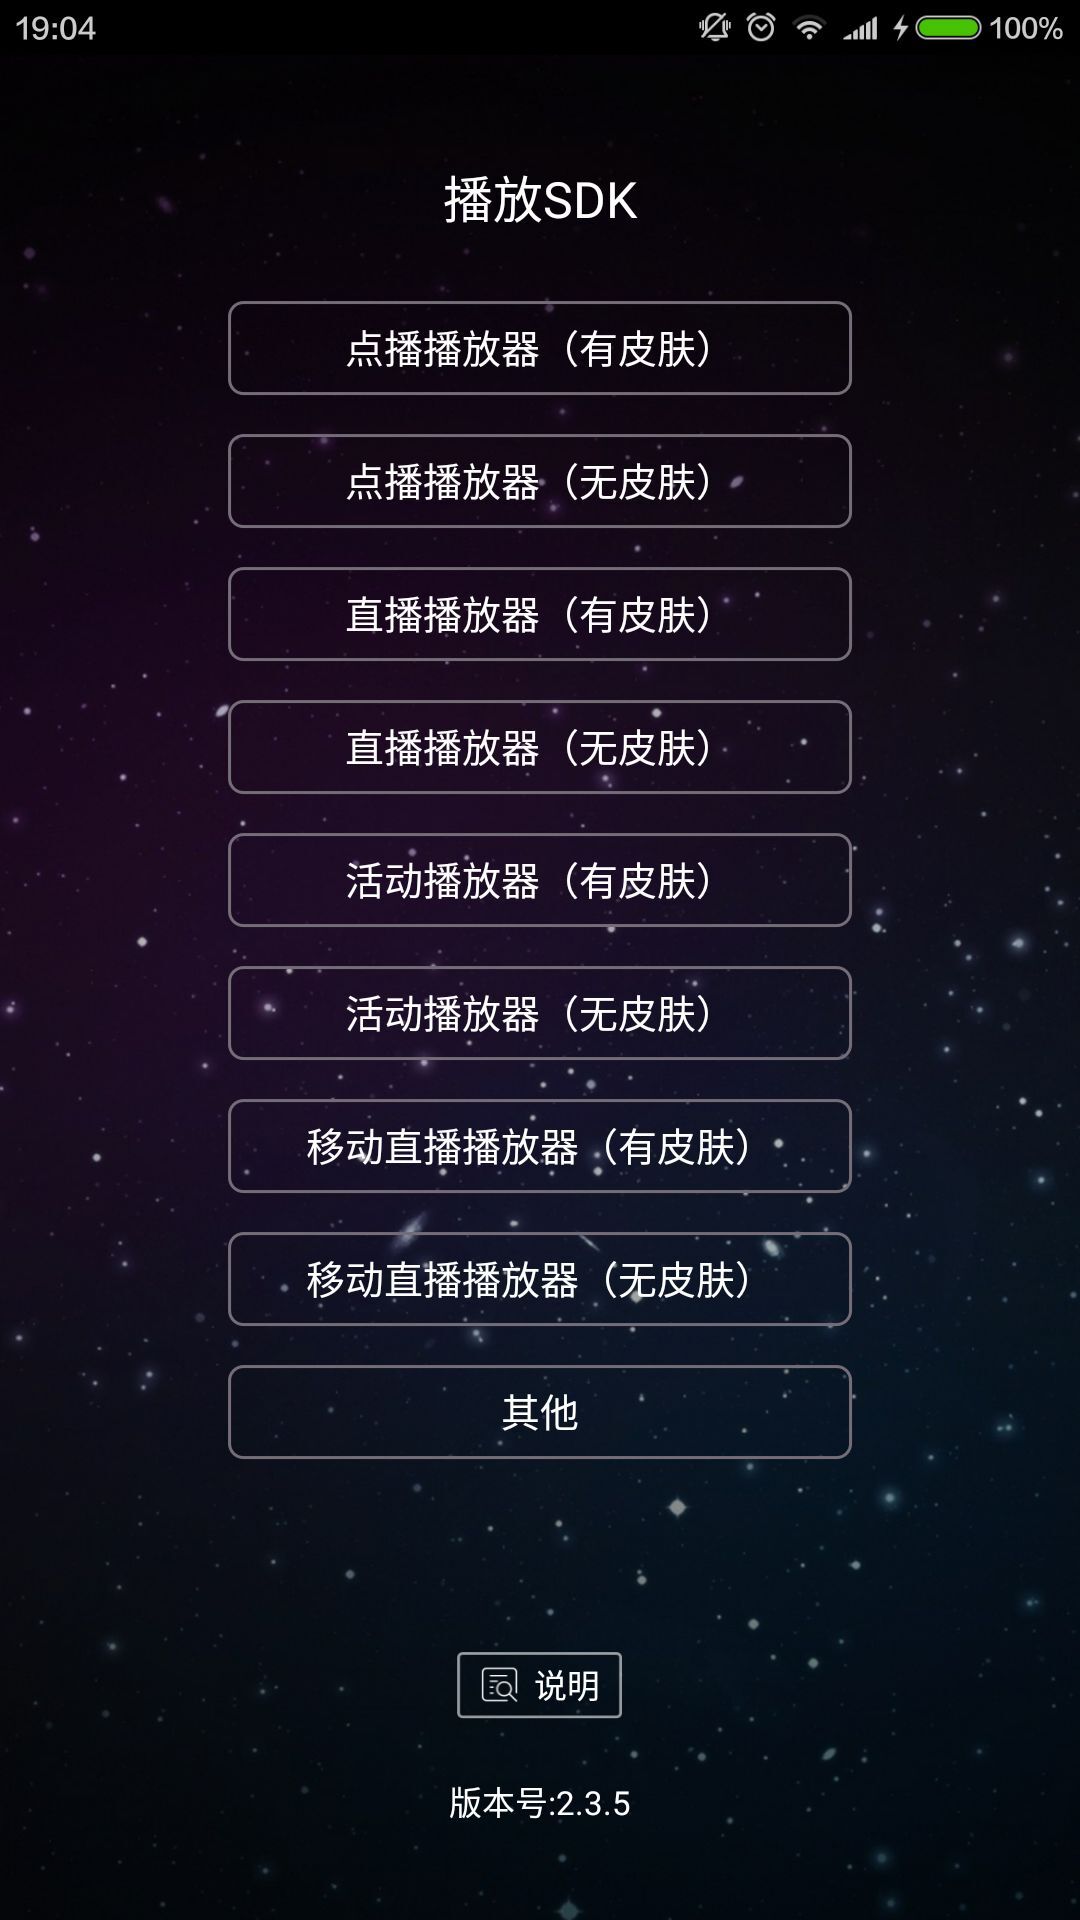 19:04
100%
播放SDK
点播播放器（有皮肤）
点播播放器（无皮肤）
直播播放器（有皮肤）
直播播放器（无皮肤）
活动播放器（有皮肤）
活动播放器（无皮肤）
移动直播播放器（有皮肤）
移动直播播放器（无皮肤）
其他
说明
版本号:2.3.5